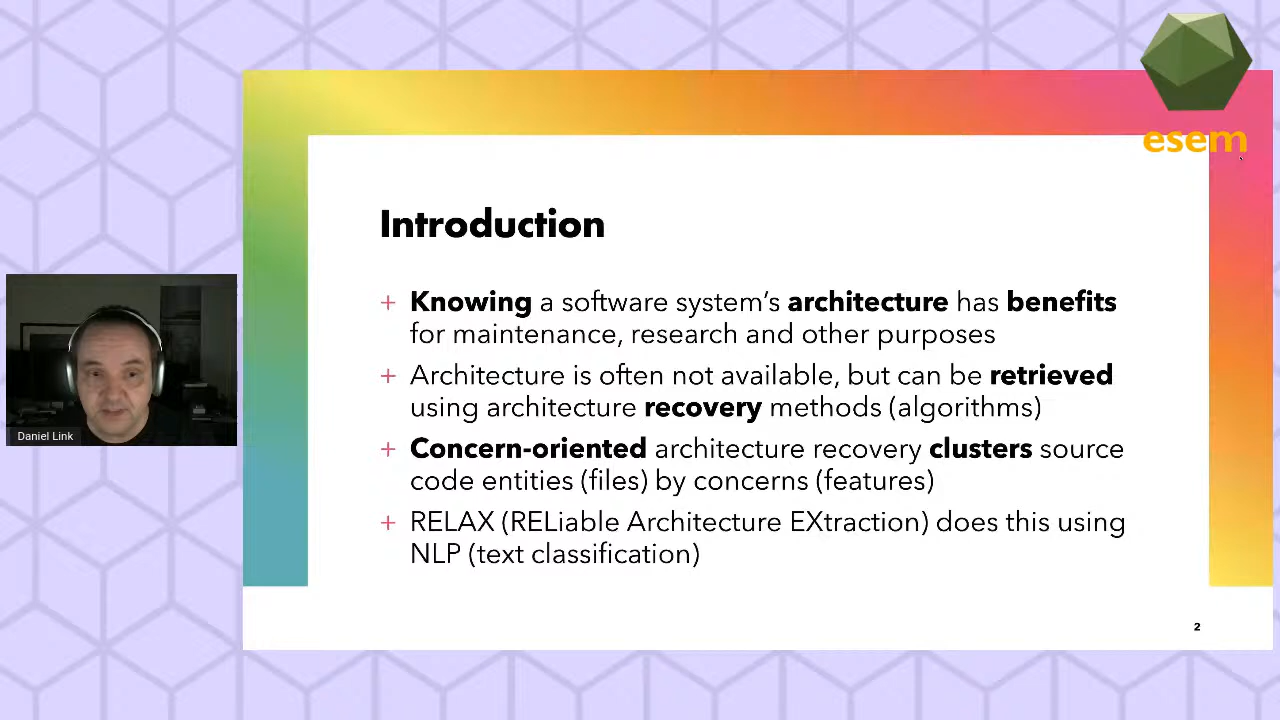 esem
Introduction
+ Knowing a software system's architecture has benefits
for maintenance, research and other purposes
+ Architecture is often not available, but can be retrieved
using architecture recovery methods (algorithms)
+ Concern-oriented architecture recovery clusters source
code entities (files) by concerns (features)
+ RELAX (RELiable Architecture EXtraction) does this using
NLP (text classification)
Daniel Link
2